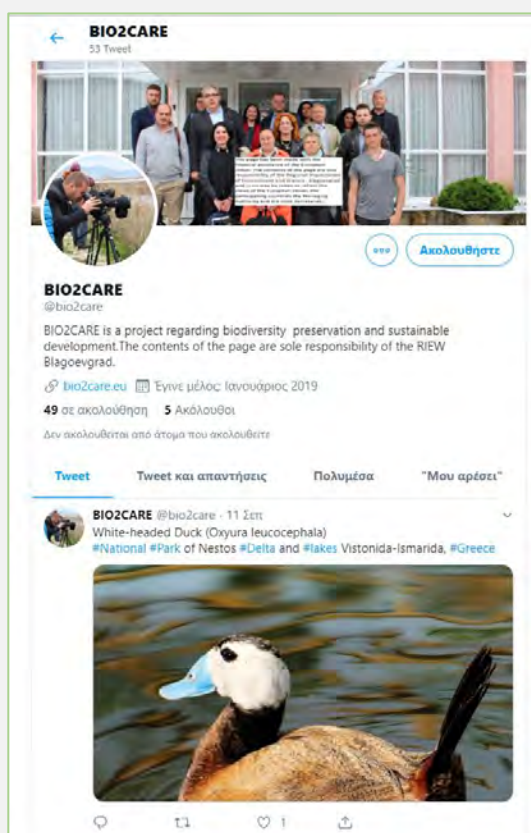 BIO2CARE
53 Tweet
Ακολουθήστε
BIO2CARE
@bio2care
BIO2CARE is a project regarding biodiversity preservation and sustainable
development.The contents of the page are sole responsibility of the RIEW
Blagoevgrad.
bio2care.eu Έγινε μέλος: Ιανουάριος 2019
49 σε ακολούθηση 5 Ακόλουθοι
Δεν ακολουθείται από άτομα που ακολουθείτε
Tweet Tweet και απαντήσεις Πολυμέσα "Μου αρέσει"
BIO2CARE @bio2care · 11 Σεπ
White-headed Duck (Oxyura leucocephala)
#National #Park of Nestos #Delta and #lakes Vistonida-Ismarida, #Greece
1